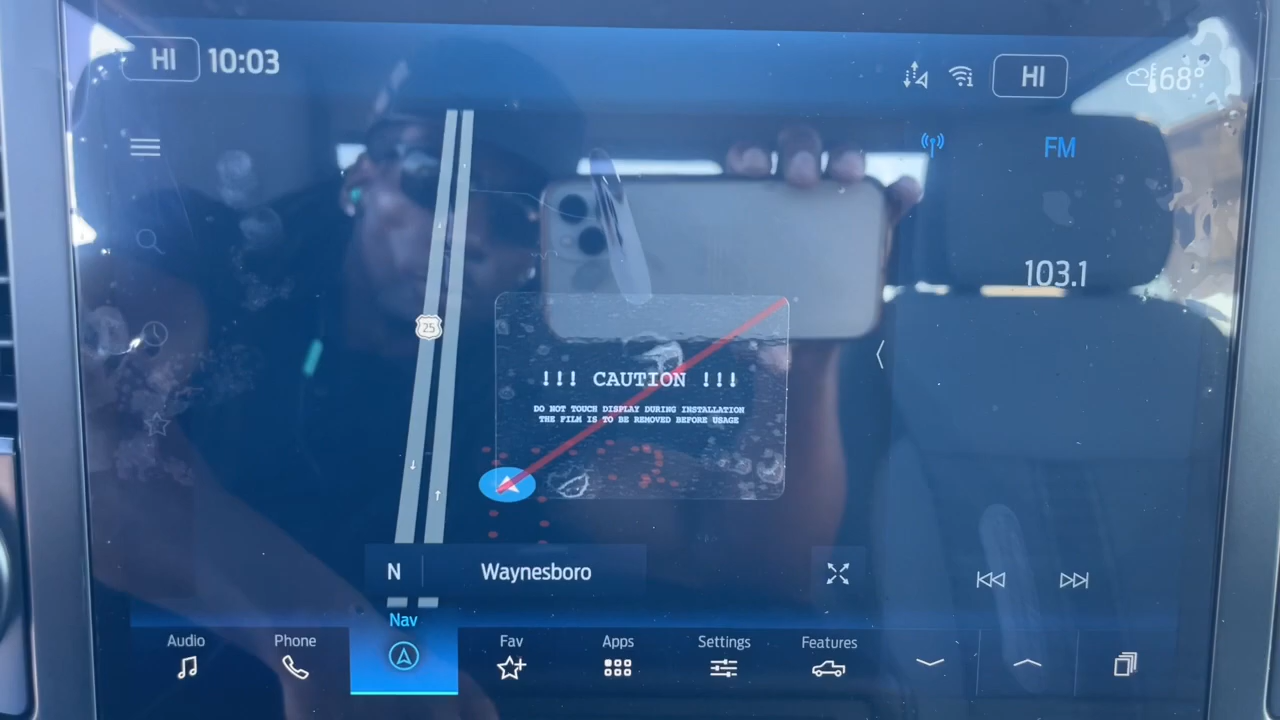 HI 10:03
HI 68°
FM
103.1
25
!!! CAUTION !!!
DO NOT TOUCH DISPLAY DURING INSTALLATION
THE FILM IS TO BE REMOVED BEFORE USAGE
N Waynesboro
Audio Phone Nav Fav Apps Settings Features